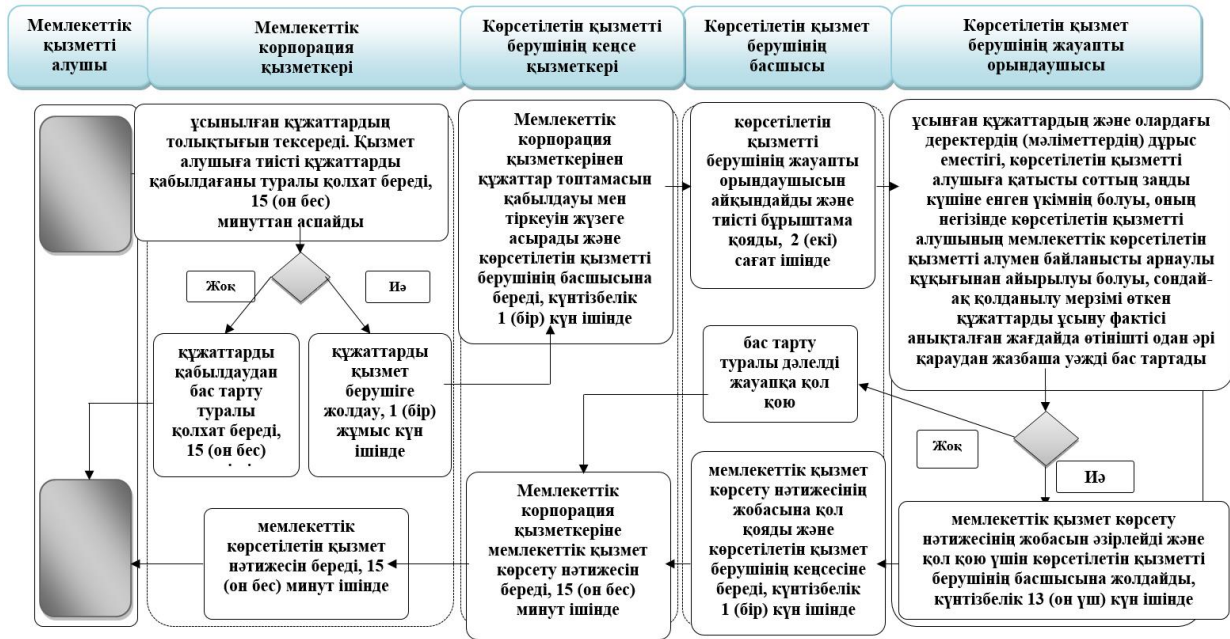 Мемлекеттік
қызметті
алушы
Мемлекеттік
корпорация
қызметкері
Көрсетілетін қызметті
берушінің кеңсе
қызметкері
Көрсетілетін қызмет
берушінің
басшысы
Көрсетілетін қызмет
берушінің жауапты
орындаушысы
ұсынылған құжаттардың
толықтығын тексереді. Қызмет
алушыға тиісті құжаттарды
қабылдағаны туралы қолхат береді,
15 (он бес)
минуттан аспайды
Жоқ
Иә
құжаттарды
қабылдаудан
бас тарту
туралы
қолхат береді,
15 (он бес)
құжаттарды
қызмет
берушіге
жолдау, 1 (бір)
жұмыс күн
ішінде
Мемлекеттік
корпорация
қызметкерінен
құжаттар топтамасын
қабылдауы мен
тіркеуін жүзеге
асырады және
көрсетілетін қызметті
берушінің басшысына
береді, күнтізбелік
1 (бір) күн ішінде
көрсетілетін
қызметті
берушінің жауапты
орындаушысын
айқындайды және
тиісті бұрыштама
қояды, 2 (екі)
сағат ішінде
ұсынған құжаттардың және олардағы
деректердің (мәліметтердің) дұрыс
еместігі, көрсетілетін қызметті
алушыға қатысты соттың заңды
күшіне енген үкімнің болуы, оның
негізінде көрсетілетін қызметті
алушының мемлекеттік көрсетілетін
қызметті алумен байланысты арнаулы
құқығынан айырылуы болуы, сондай-
ақ қолданылу мерзімі өткен
құжаттарды ұсыну фактісі
анықталған жағдайда өтінішті одан әрі
қараудан жазбаша уәжді бас тартады
бас тарту
туралы дәлелді
жауапқа қол
қою
Жоқ
Иә
мемлекеттік қызмет көрсету
нәтижесінің жобасын әзірлейді және
қол қою үшін көрсетілетін қызметті
берушінің басшысына жолдайды,
күнтізбелік 13 (он үш) күн ішінде
мемлекеттік қызмет
көрсету нәтижесінің
жобасына қол
қояды және
көрсетілетін қызмет
берушінің кеңсесіне
береді, күнтізбелік
1 (бір) күн ішінде
Мемлекеттік
корпорация
қызметкеріне
мемлекеттік қызмет
көрсету нәтижесін
береді, 15 (он бес)
минут ішінде
мемлекеттік
көрсетілетін қызмет
нәтижесін береді, 15
(он бес) минут ішінде